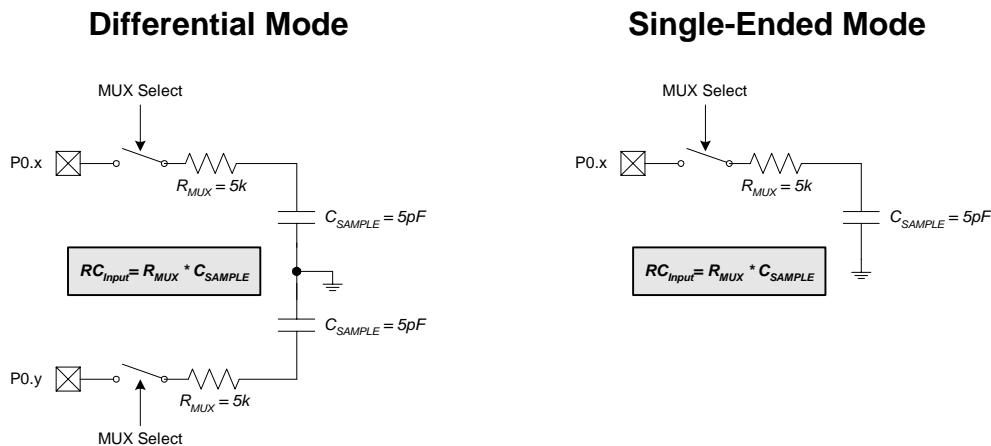 Differential Mode
MUX Select
P0.x
R_MUX = 5k
C_SAMPLE = 5pF
RC_Input = R_MUX * C_SAMPLE
C_SAMPLE = 5pF
P0.y
R_MUX = 5k
MUX Select
Single-Ended Mode
MUX Select
P0.x
R_MUX = 5k
C_SAMPLE = 5pF
RC_Input = R_MUX * C_SAMPLE